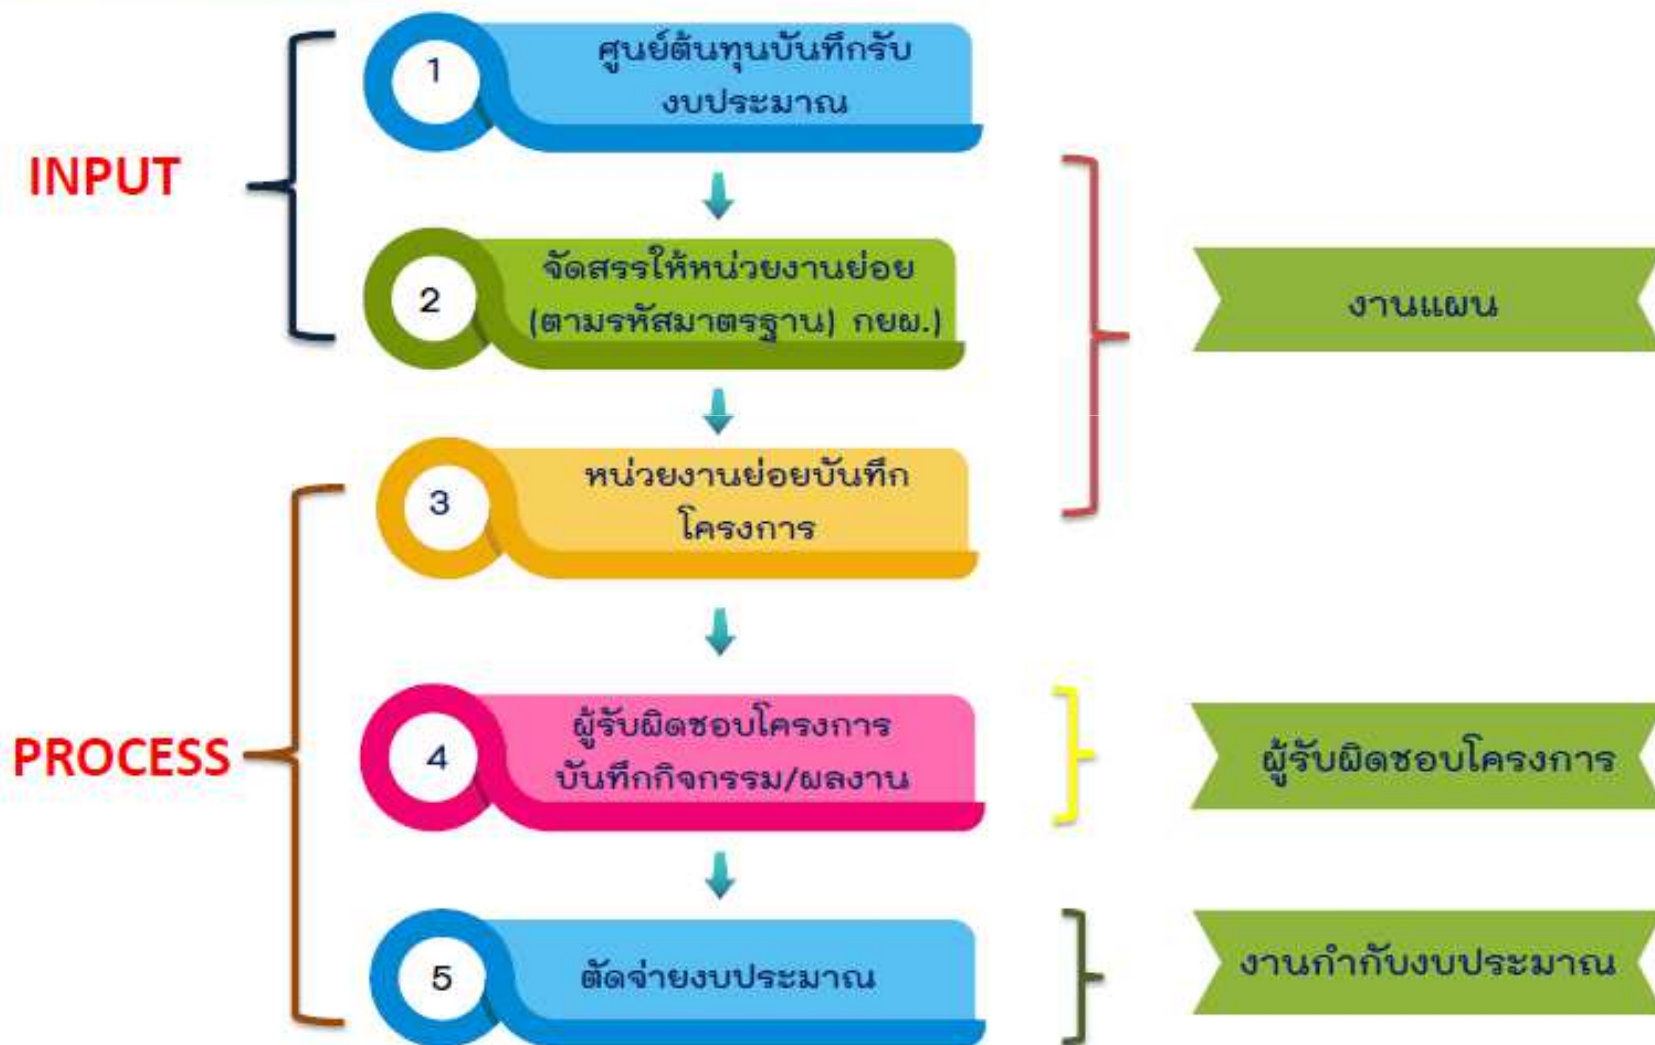 1
ศูนย์ต้นทุนบันทึกรับ
งบประมาณ
INPUT
2
จัดสรรให้หน่วยงานย่อย
(ตามรหัสมาตรฐาน) กยผ.)
งานแผน
3
หน่วยงานย่อยบันทึก
โครงการ
PROCESS
4
ผู้รับผิดชอบโครงการ
บันทึกกิจกรรม/ผลงาน
ผู้รับผิดชอบโครงการ
5
ตัดจ่ายงบประมาณ
งานกำกับงบประมาณ